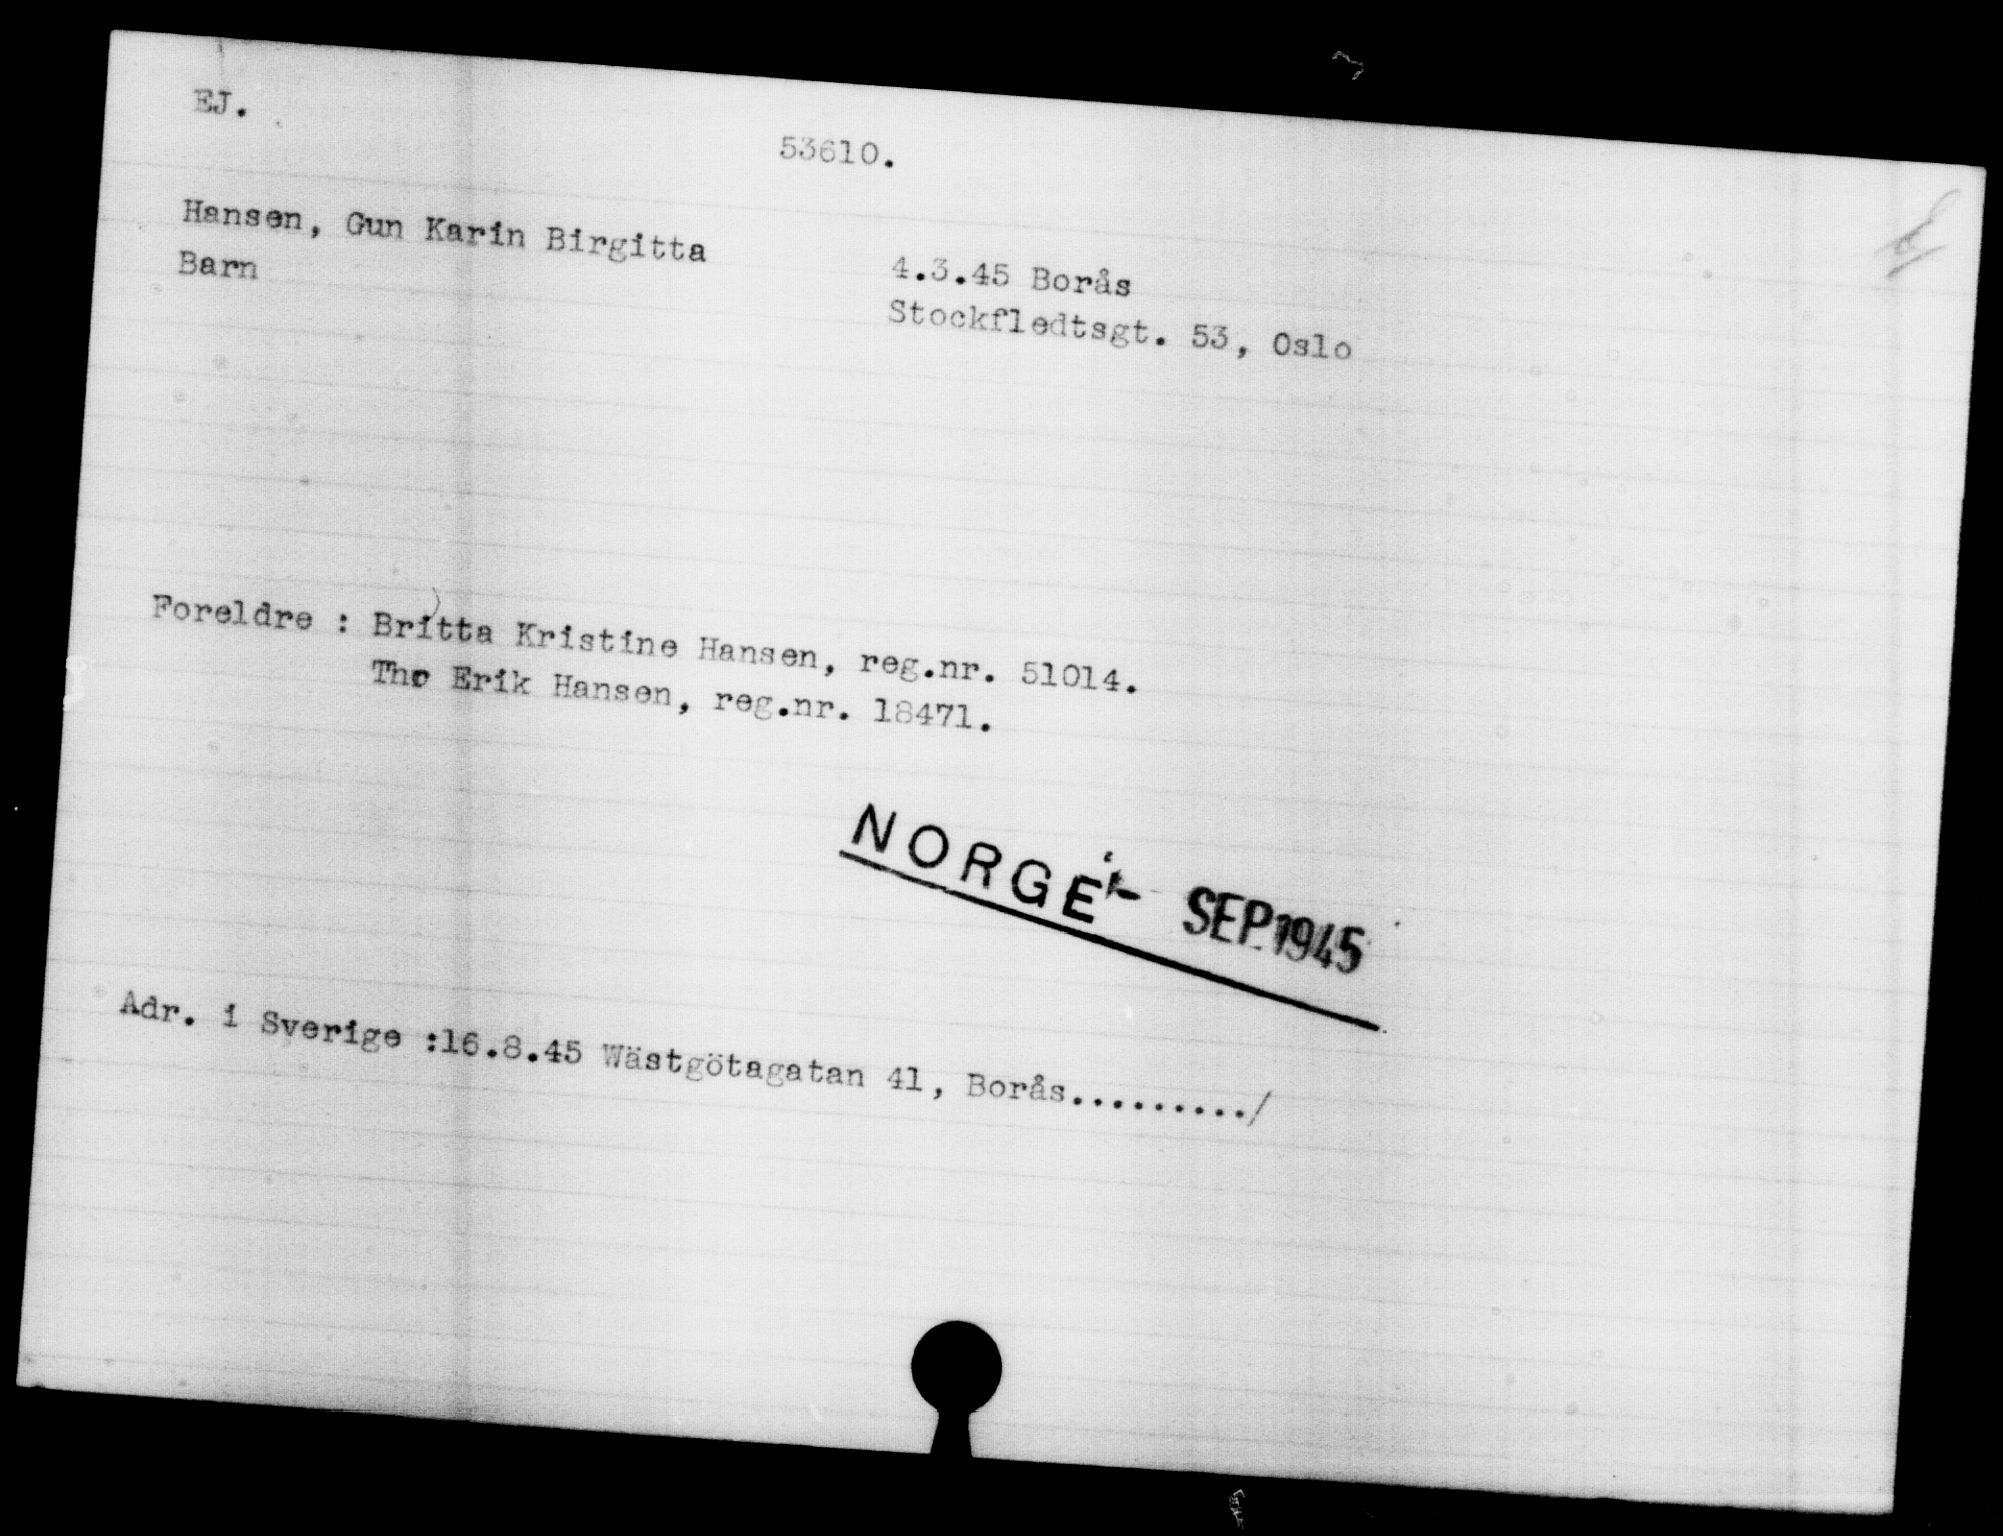 EJ.
53610.
Hansen, Gun Karin Birgitta
Barn
4.3.45 Borås
Stockfledtsgt. 53, Oslo
Foreldre : Britta Kristine Hansen, reg.nr. 51014.
Erik Hansen, reg.nr. 18471.
NORGE - SEP 1945
Adr. i Sverige :16.8.45 Wästgötagatan 41, Borås........./